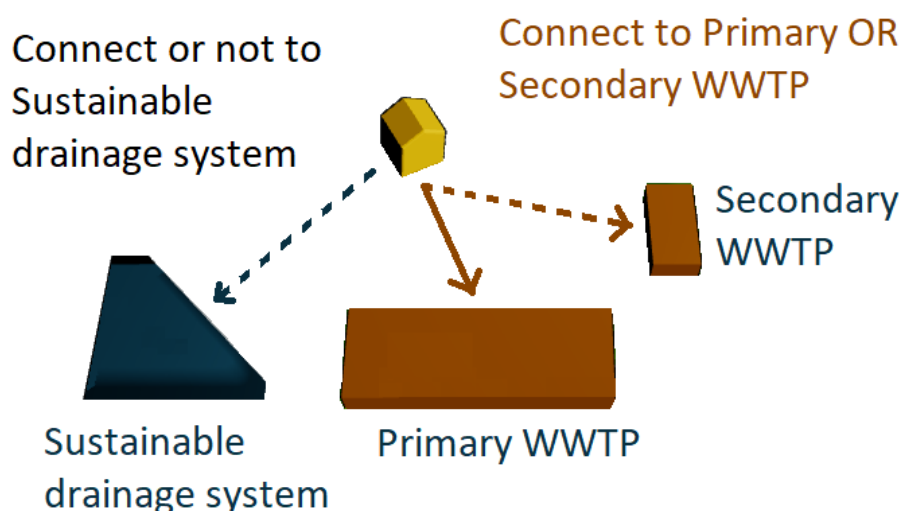 Connect or not to
Sustainable
drainage system
Connect to Primary OR
Secondary WWTP
Secondary
WWTP
Sustainable
drainage system
Primary WWTP